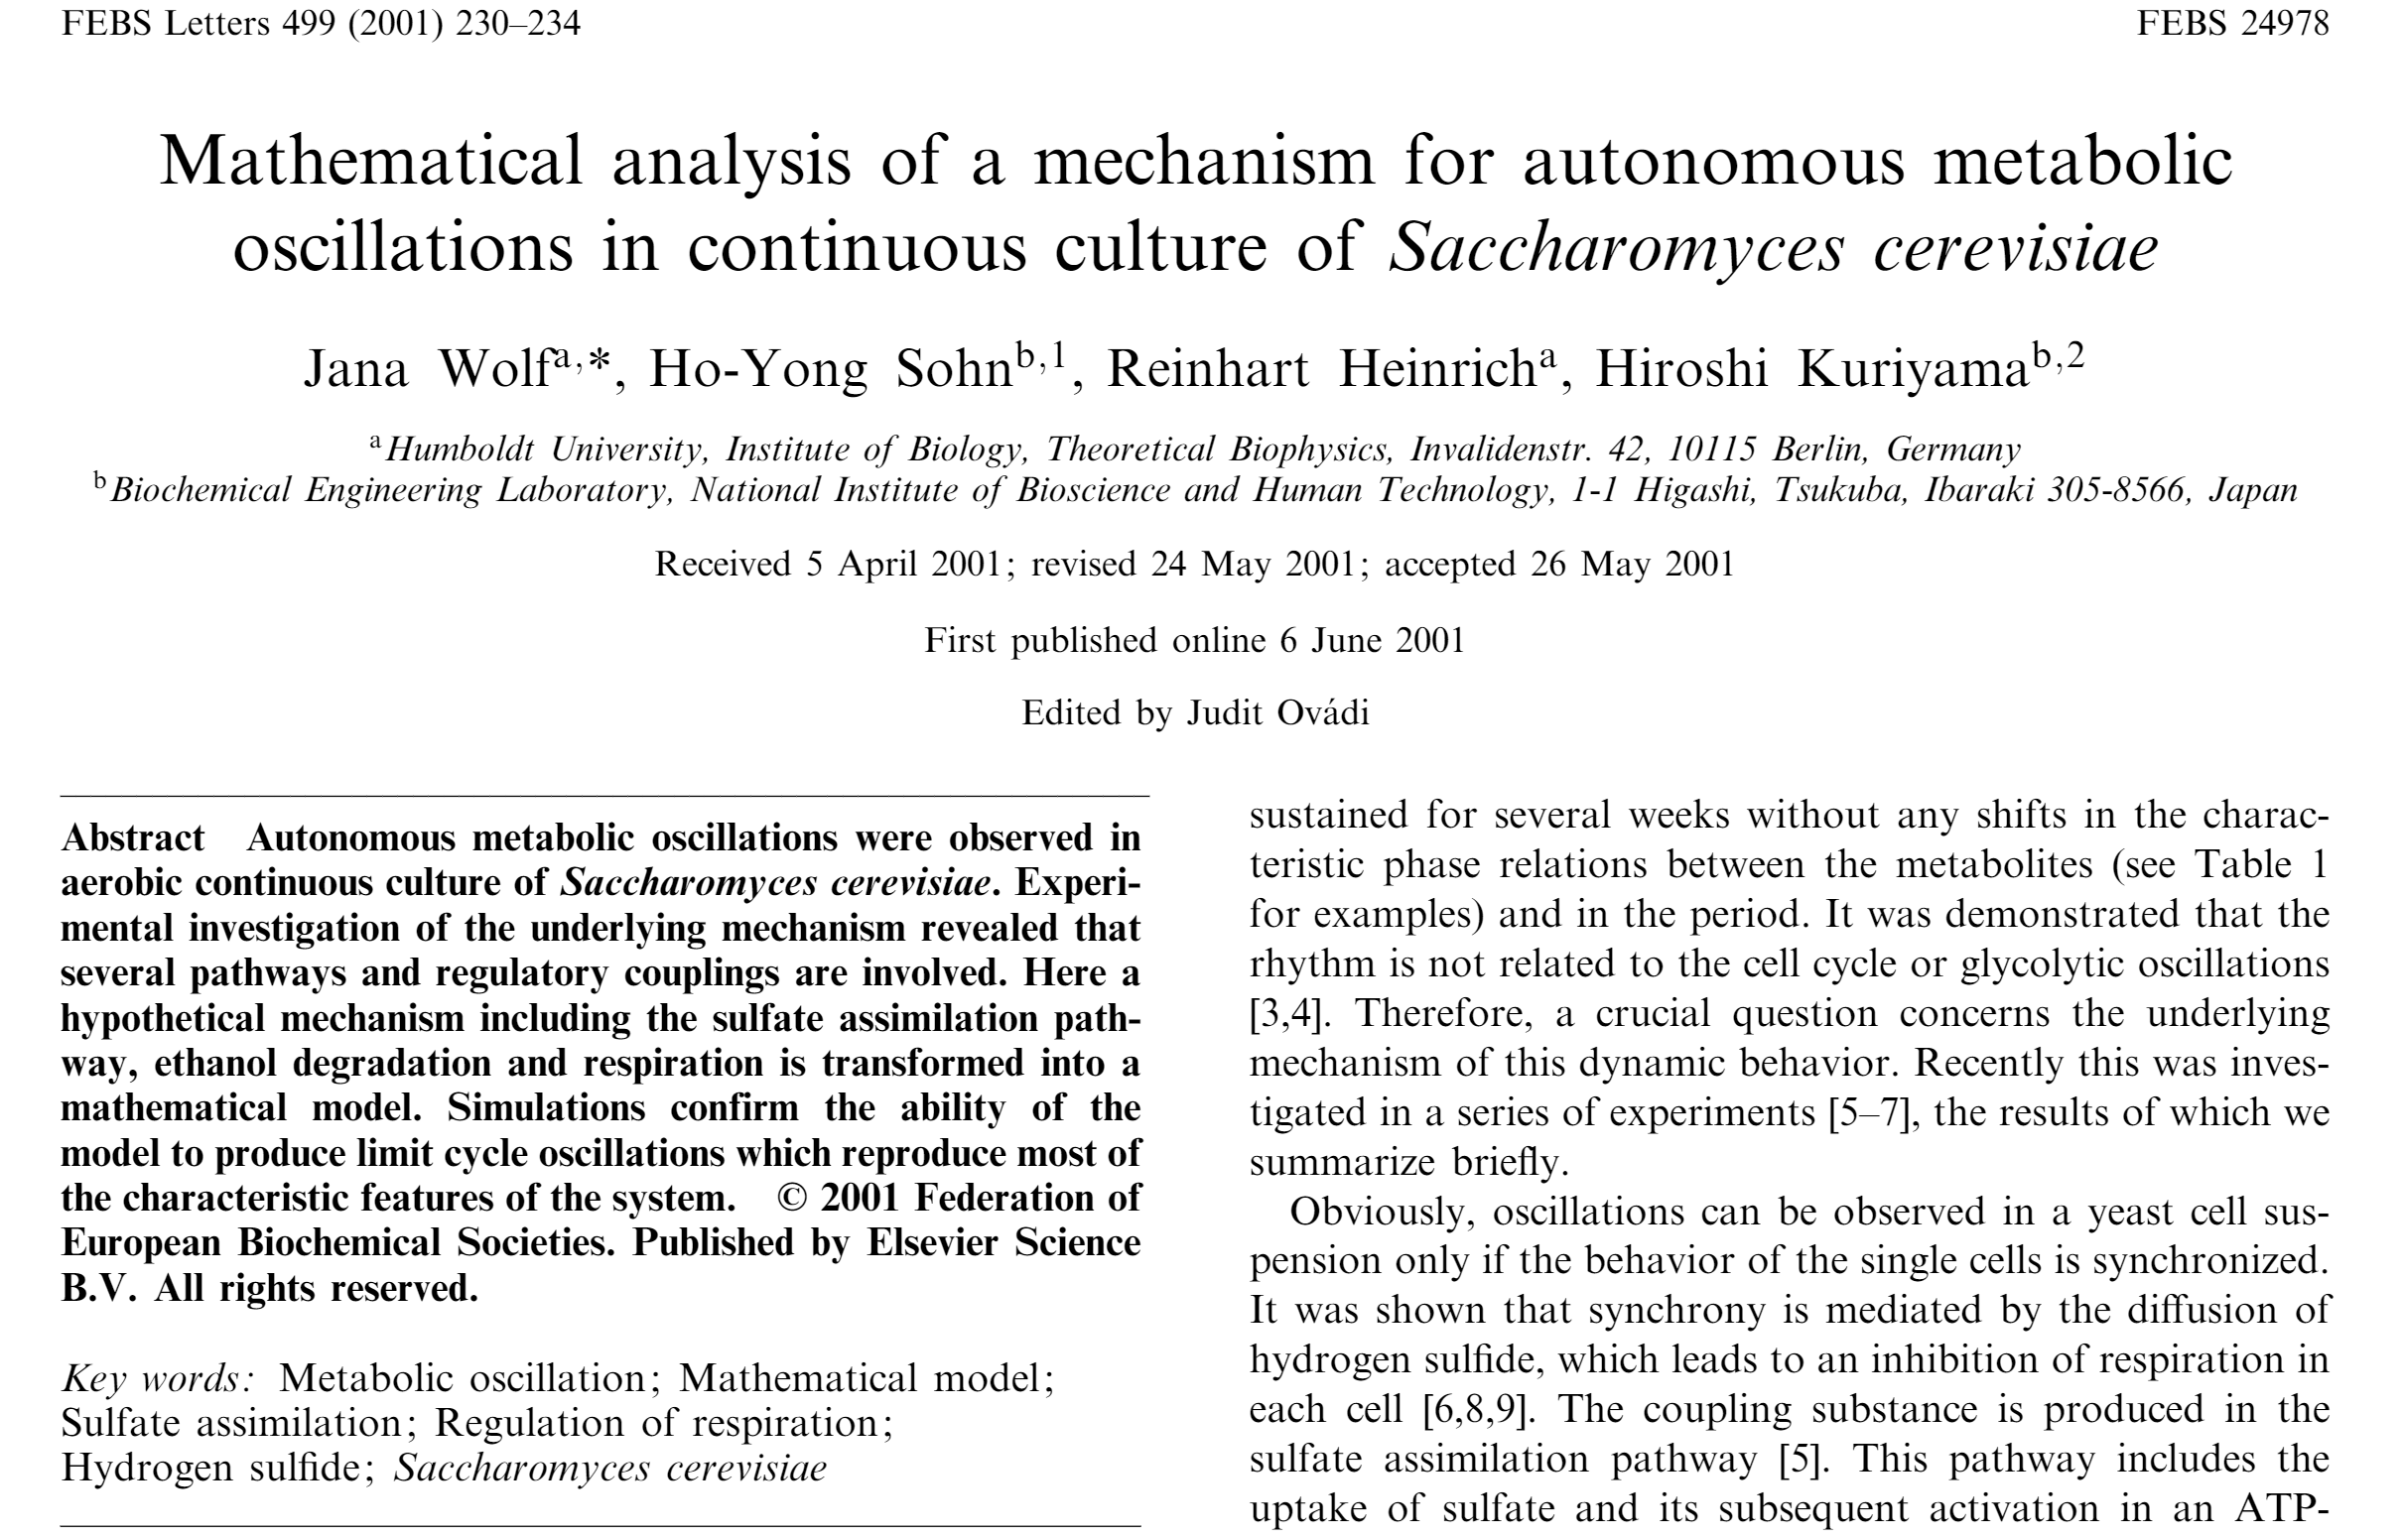 FEBS Letters 499 (2001) 230–234
FEBS 24978
Mathematical analysis of a mechanism for autonomous metabolic
oscillations in continuous culture of Saccharomyces cerevisiae
Jana Wolfa,*, Ho-Yong Sohnb,1, Reinhart Heinricha, Hiroshi Kuriyamab,2
a Humboldt University, Institute of Biology, Theoretical Biophysics, Invalidenstr. 42, 10115 Berlin, Germany
b Biochemical Engineering Laboratory, National Institute of Bioscience and Human Technology, 1-1 Higashi, Tsukuba, Ibaraki 305-8566, Japan
Received 5 April 2001; revised 24 May 2001; accepted 26 May 2001
First published online 6 June 2001
Edited by Judit Ovádi
Abstract Autonomous metabolic oscillations were observed in
aerobic continuous culture of Saccharomyces cerevisiae. Experi-
mental investigation of the underlying mechanism revealed that
several pathways and regulatory couplings are involved. Here a
hypothetical mechanism including the sulfate assimilation path-
way, ethanol degradation and respiration is transformed into a
mathematical model. Simulations confirm the ability of the
model to produce limit cycle oscillations which reproduce most of
the characteristic features of the system. © 2001 Federation of
European Biochemical Societies. Published by Elsevier Science
B.V. All rights reserved.
Key words: Metabolic oscillation; Mathematical model;
Sulfate assimilation; Regulation of respiration;
Hydrogen sulfide; Saccharomyces cerevisiae
sustained for several weeks without any shifts in the charac-
teristic phase relations between the metabolites (see Table 1
for examples) and in the period. It was demonstrated that the
rhythm is not related to the cell cycle or glycolytic oscillations
[3,4]. Therefore, a crucial question concerns the underlying
mechanism of this dynamic behavior. Recently this was inves-
tigated in a series of experiments [5–7], the results of which we
summarize briefly.
Obviously, oscillations can be observed in a yeast cell sus-
pension only if the behavior of the single cells is synchronized.
It was shown that synchrony is mediated by the diffusion of
hydrogen sulfide, which leads to an inhibition of respiration in
each cell [6,8,9]. The coupling substance is produced in the
sulfate assimilation pathway [5]. This pathway includes the
uptake of sulfate and its subsequent activation in an ATP-